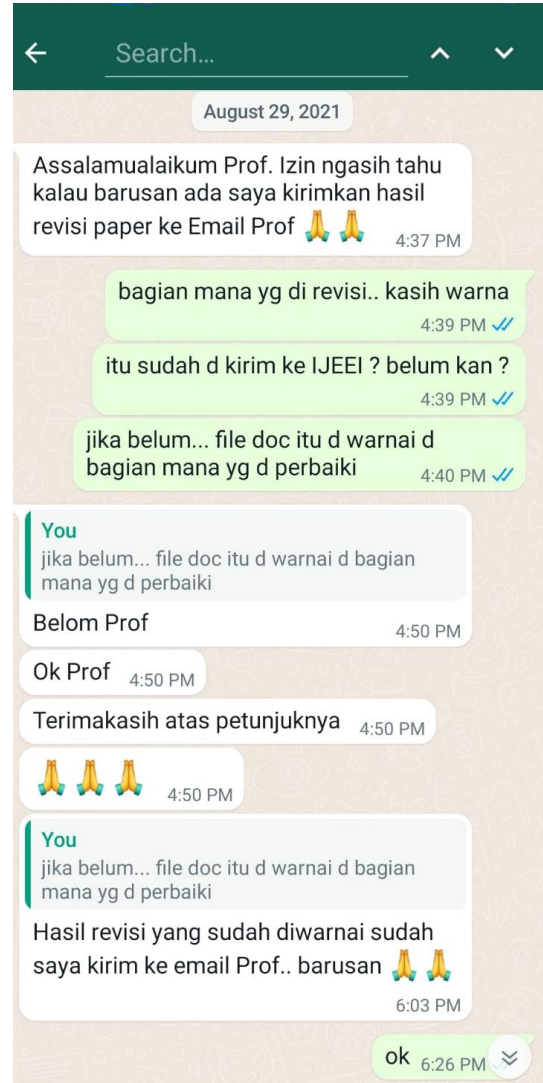 Search...
August 29, 2021
Assalamualaikum Prof. Izin ngasih tahu
kalau barusan ada saya kirimkan hasil
revisi paper ke Email Prof 🙏 🙏
4:37 PM
bagian mana yg di revisi.. kasih warna
4:39 PM
itu sudah d kirim ke IJEEI ? belum kan ?
4:39 PM
jika belum... file doc itu d warnai d
bagian mana yg d perbaiki 4:40 PM
You
jika belum... file doc itu d warnai d bagian
mana yg d perbaiki
Belom Prof
4:50 PM
Ok Prof 4:50 PM
Terimakasih atas petunjuknya 4:50 PM
🙏 🙏 🙏 4:50 PM
You
jika belum... file doc itu d warnai d bagian
mana yg d perbaiki
Hasil revisi yang sudah diwarnai sudah
saya kirim ke email Prof.. barusan 🙏 🙏
6:03 PM
ok 6:26 PM